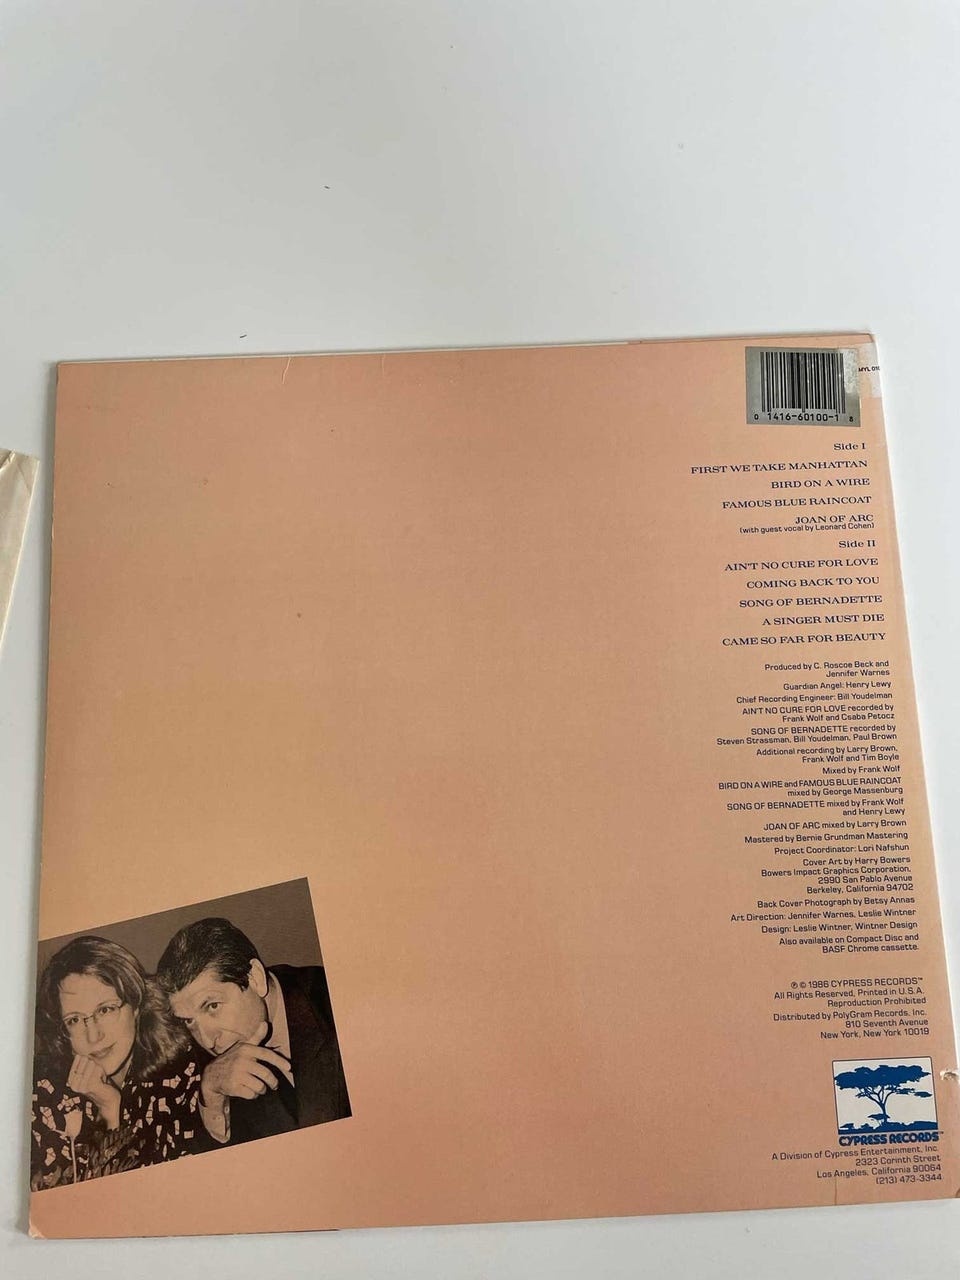 MYL 010
0 1416-60100-1 8
Side I
FIRST WE TAKE MANHATTAN
BIRD ON A WIRE
FAMOUS BLUE RAINCOAT
JOAN OF ARC
(with guest vocal by Leonard Cohen)
Side II
AIN'T NO CURE FOR LOVE
COMING BACK TO YOU
SONG OF BERNADETTE
A SINGER MUST DIE
CAME SO FAR FOR BEAUTY
Produced by C. Roscoe Beck and
Jennifer Warnes
Guardian Angel: Henry Lewy
Chief Recording Engineer: Bill Youdelman
AIN'T NO CURE FOR LOVE recorded by
Frank Wolf and Csaba Petocz
SONG OF BERNADETTE recorded by
Steven Strassman, Bill Youdelman, Paul Brown
Additional recording by Larry Brown,
Frank Wolf and Tim Boyle
Mixed by Frank Wolf
BIRD ON A WIRE and FAMOUS BLUE RAINCOAT
mixed by George Massenburg
SONG OF BERNADETTE mixed by Frank Wolf
and Henry Lewy
JOAN OF ARC mixed by Larry Brown
Mastered by Bernie Grundman Mastering
Project Coordinator: Lori Nafshun
Cover Art by Harry Bowers
Bowers Impact Graphics Corporation,
2990 San Pablo Avenue
Berkeley, California 94702
Back Cover Photograph by Betsy Annas
Art Direction: Jennifer Warnes, Leslie Wintner
Design: Leslie Wintner, Wintner Design
Also available on Compact Disc and
BASF Chrome cassette.
℗ © 1986 CYPRESS RECORDS™
All Rights Reserved, Printed in U.S.A.
Reproduction Prohibited
Distributed by PolyGram Records, Inc.
810 Seventh Avenue
New York, New York 10019
CYPRESS RECORDS™
A Division of Cypress Entertainment, Inc.
2323 Corinth Street
Los Angeles, California 90064
(213) 473-3344